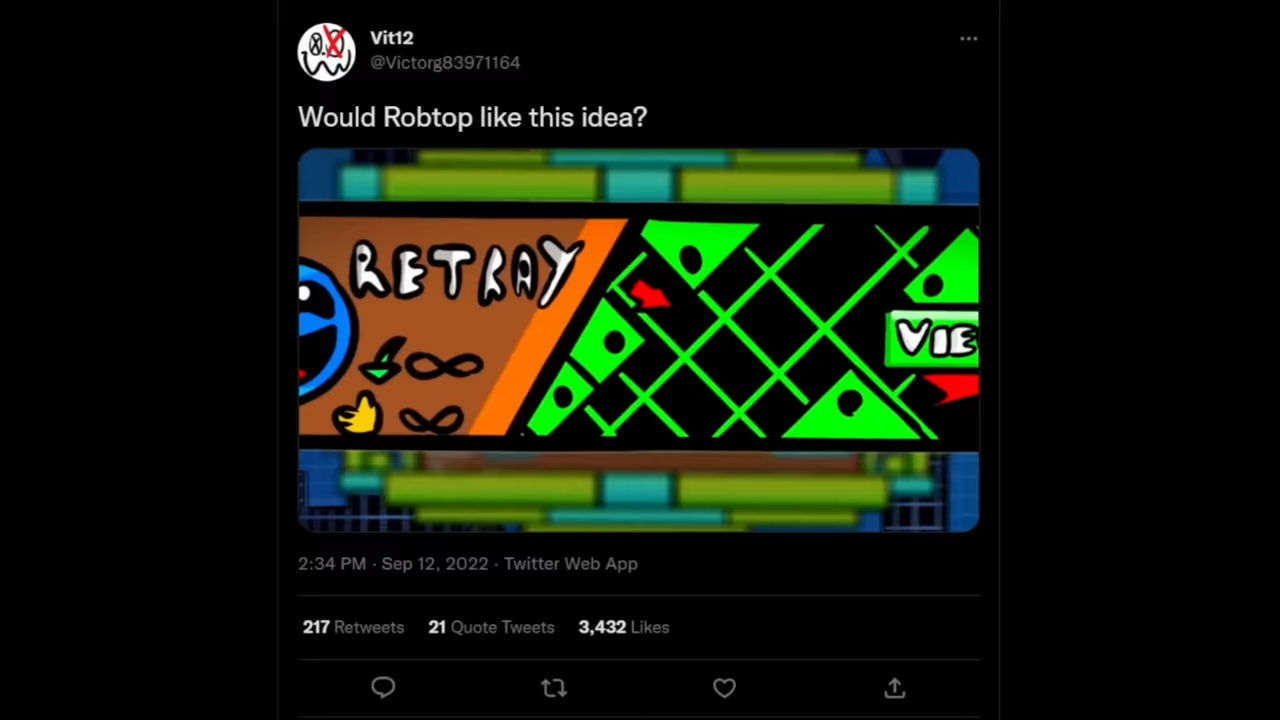 Vit12
@Victorg83971164
Would Robtop like this idea?
RETRAY
VIE
2:34 PM · Sep 12, 2022 · Twitter Web App
217 Retweets 21 Quote Tweets 3,432 Likes